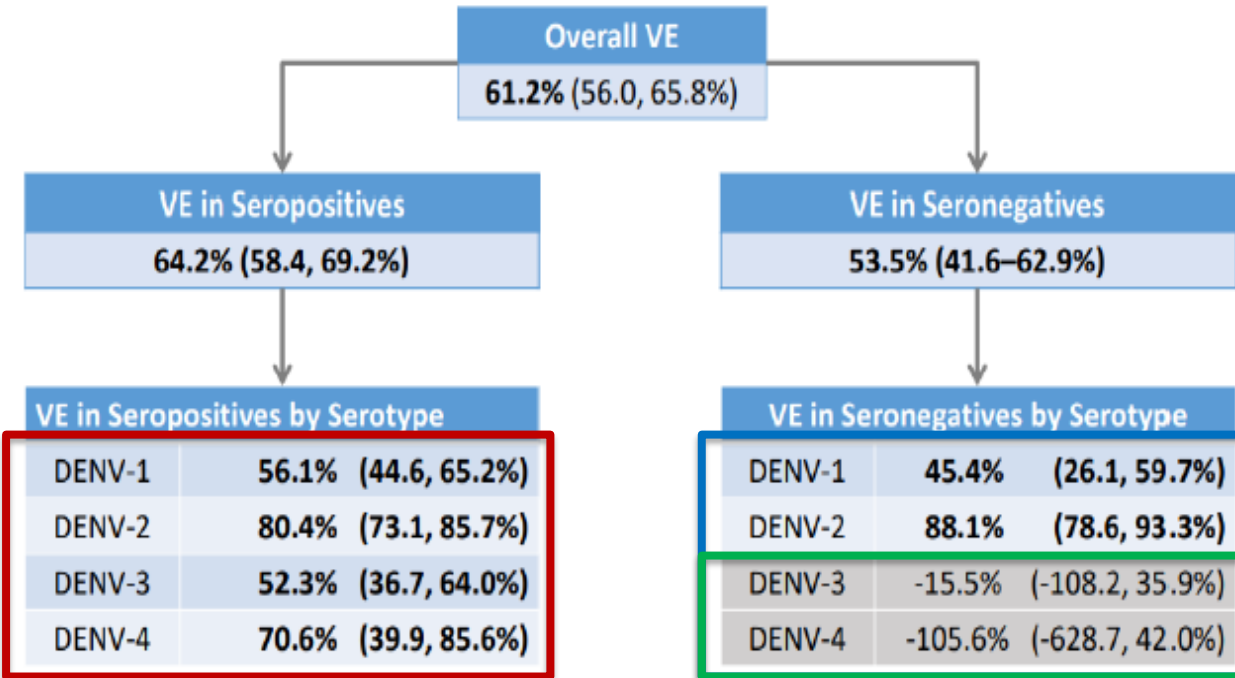 Overall VE
61.2% (56.0, 65.8%)
VE in Seropositives
64.2% (58.4, 69.2%)
VE in Seronegatives
53.5% (41.6–62.9%)
VE in Seropositives by Serotype
DENV-1 56.1% (44.6, 65.2%)
DENV-2 80.4% (73.1, 85.7%)
DENV-3 52.3% (36.7, 64.0%)
DENV-4 70.6% (39.9, 85.6%)
VE in Seronegatives by Serotype
DENV-1 45.4% (26.1, 59.7%)
DENV-2 88.1% (78.6, 93.3%)
DENV-3 -15.5% (-108.2, 35.9%)
DENV-4 -105.6% (-628.7, 42.0%)